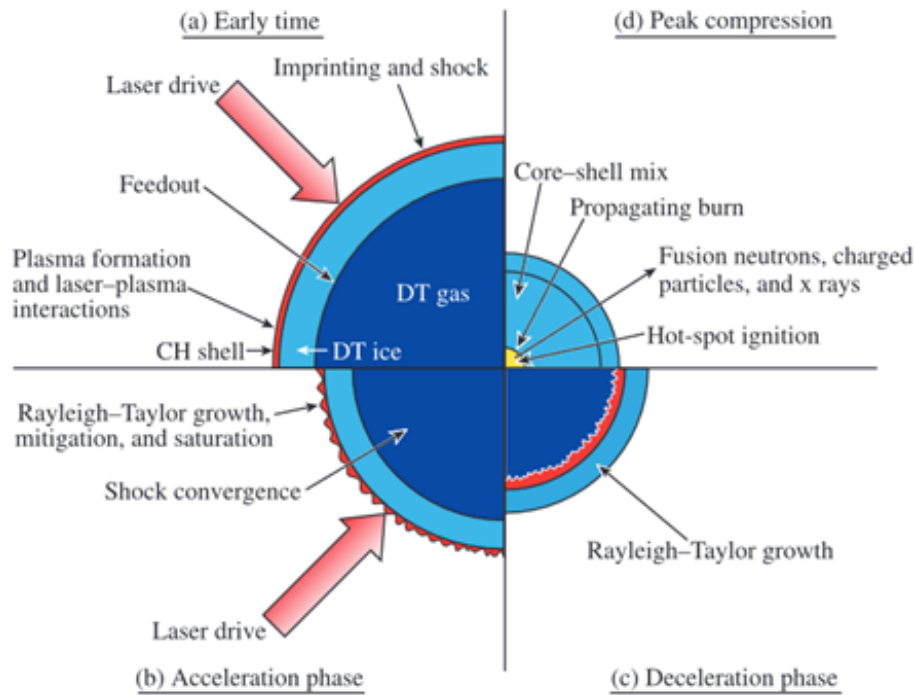 (a) Early time
Laser drive
Imprinting and shock
Feedout
Plasma formation
and laser–plasma
interactions
DT gas
CH shell
DT ice
(d) Peak compression
Core–shell mix
Propagating burn
Fusion neutrons, charged
particles, and x rays
Hot-spot ignition
Rayleigh–Taylor growth,
mitigation, and saturation
Shock convergence
Laser drive
(b) Acceleration phase
Rayleigh–Taylor growth
(c) Deceleration phase